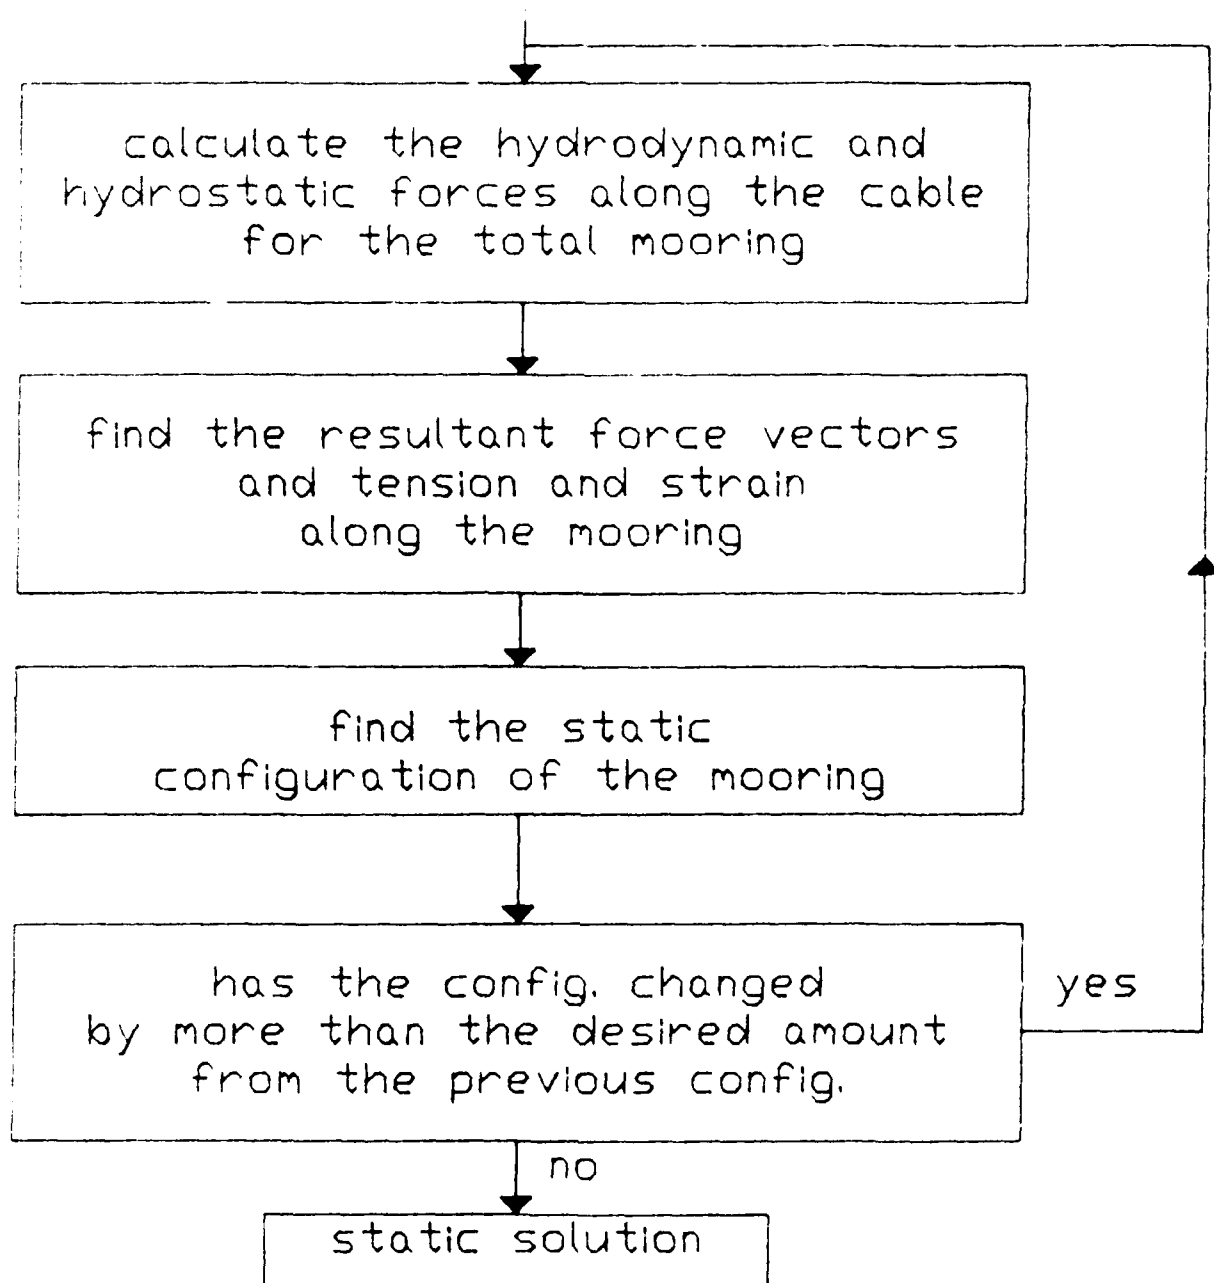 calculate the hydrodynamic and
hydrostatic forces along the cable
for the total mooring
find the resultant force vectors
and tension and strain
along the mooring
find the static
configuration of the mooring
has the config. changed
by more than the desired amount
from the previous config.
yes
no
static solution